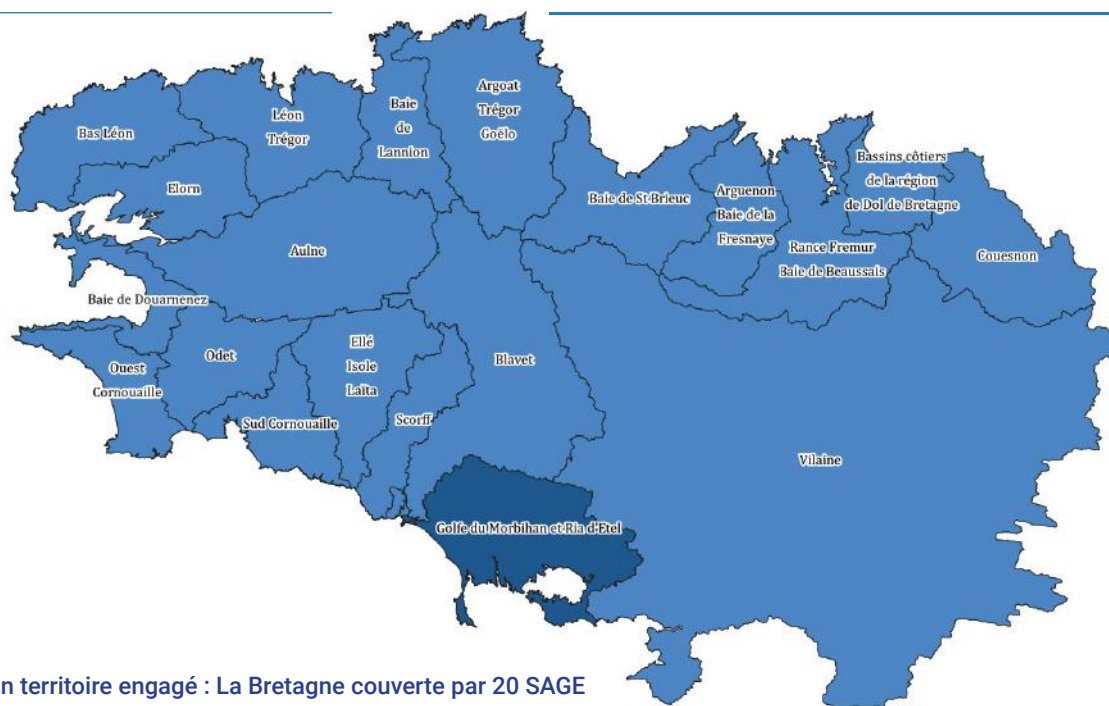 Argoat
Trégor
Goëlo
Baie
de
Lannion
Léon
Trégor
Bas Léon
Elorn
Bassins côtiers
de la région
de Dol de Bretagne
Arguenon
Baie de la
Fresnaye
Baie de St Brieuc
Rance Fremur
Baie de Beaussais
Couesnon
Aulne
Baie de Douarnenez
Ouest
Cornouaille
Odet
Ellé
Isole
Laïta
Blavet
Sud Cornouaille
Scorff
Vilaine
Golfe du Morbihan et Ria d'Etel
n territoire engagé : La Bretagne couverte par 20 SAGE